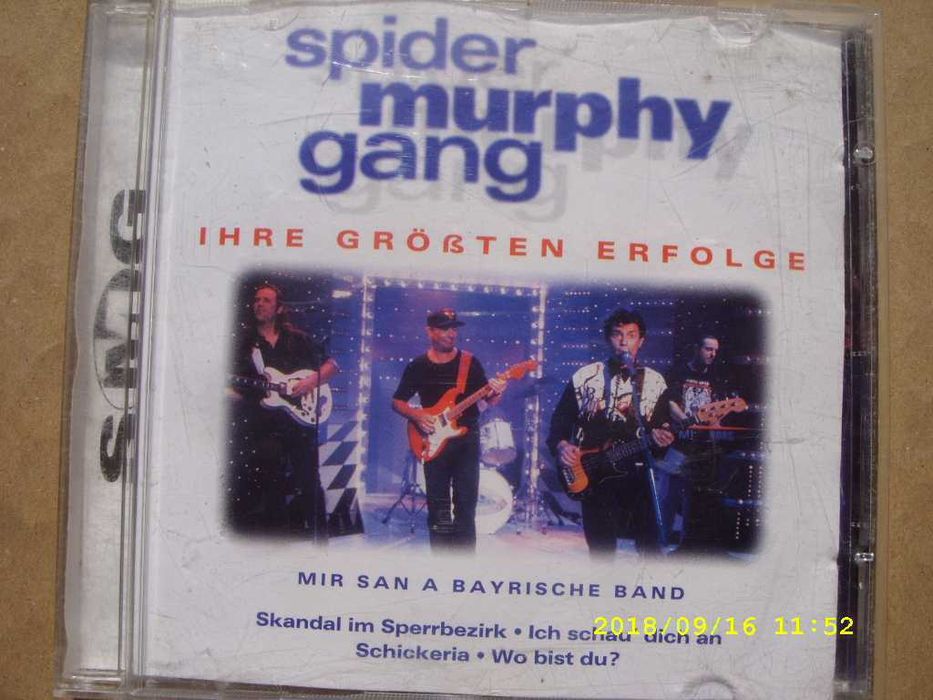 spider
murphy
gang
IHRE GRÖßTEN ERFOLGE
MIR SAN A BAYRISCHE BAND
Skandal im Sperrbezirk • Ich schau' dich an
Schickeria • Wo bist du?
2018/09/16 11:52